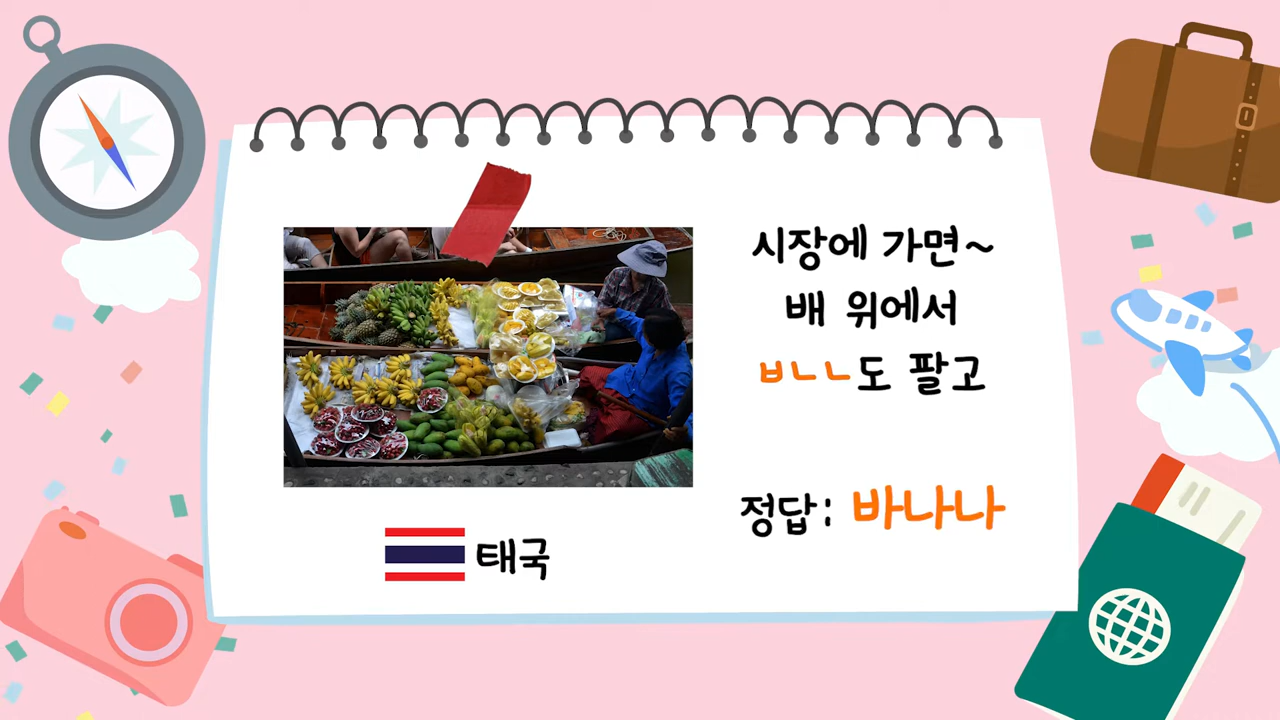 시장에 가면~
배 위에서
ㅂㄴㄴ도 팔고
정답: 바나나
태국